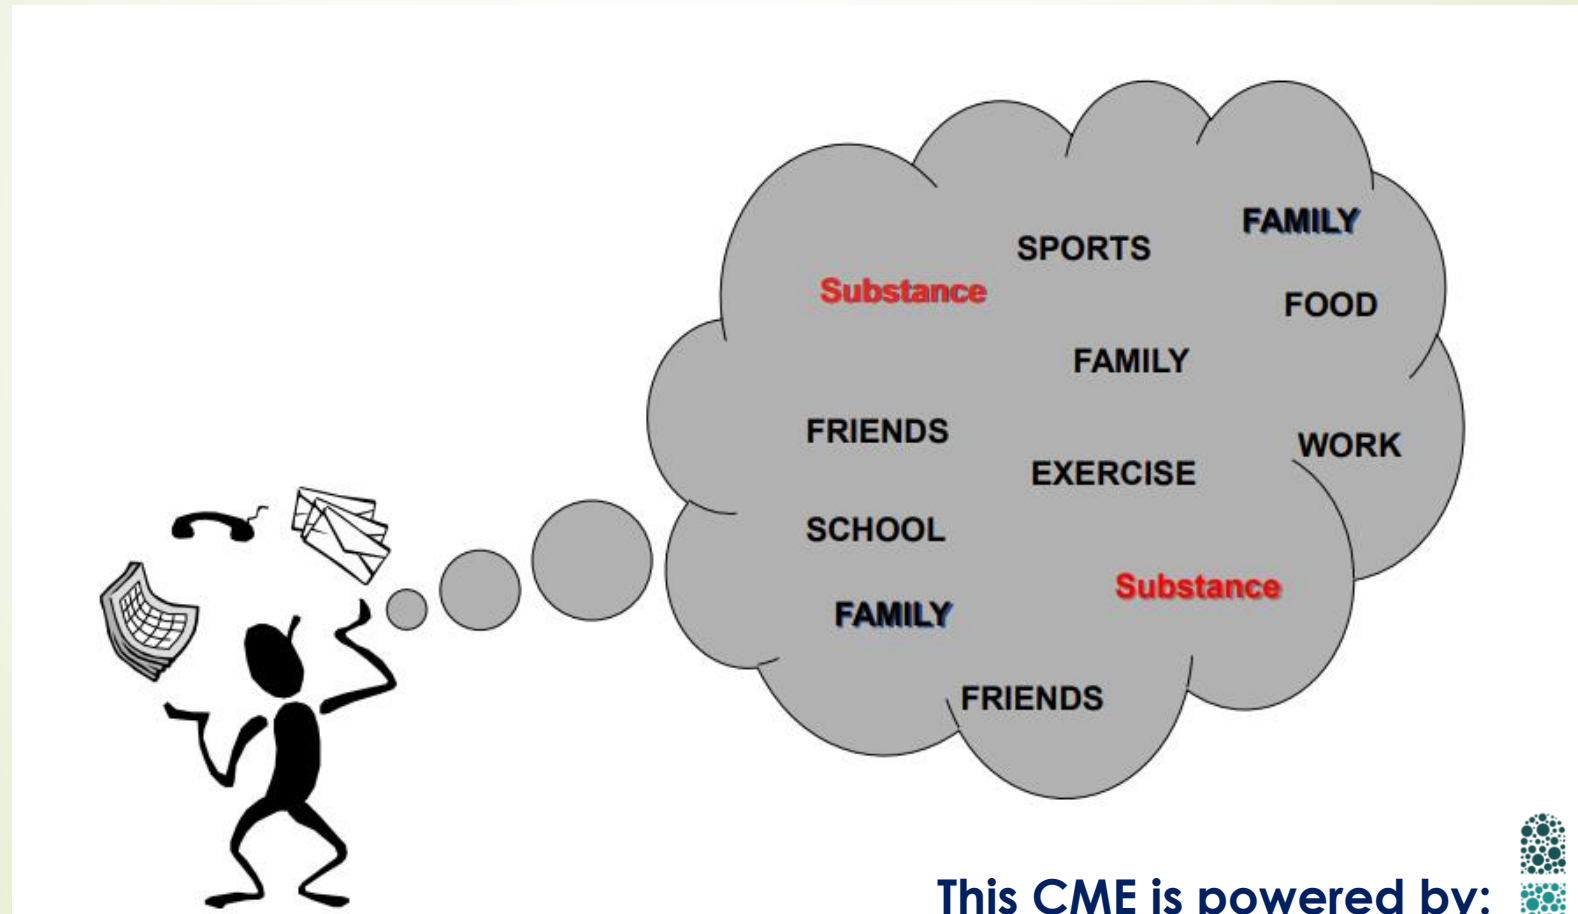 FAMILY
SPORTS
Substance
FOOD
FAMILY
FRIENDS
WORK
EXERCISE
SCHOOL
Substance
FAMILY
FRIENDS
This CME is powered by: